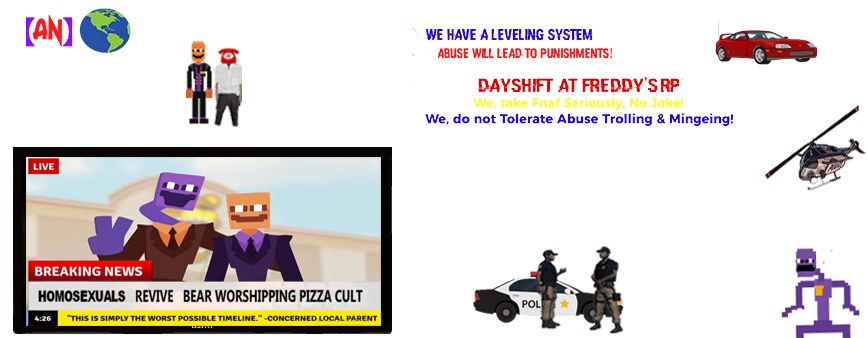 [AN]
WE HAVE A LEVELING SYSTEM
ABUSE WILL LEAD TO PUNISHMENTS!
DAYSHIFT AT FREDDY'S RP
We, take Fnaf Seriously, No Joke!
We, do not Tolerate Abuse Trolling & Mingeing!
LIVE
BREAKING NEWS
HOMOSEXUALS REVIVE BEAR WORSHIPPING PIZZA CULT
4:26 "THIS IS SIMPLY THE WORST POSSIBLE TIMELINE." -CONCERNED LOCAL PARENT
POL